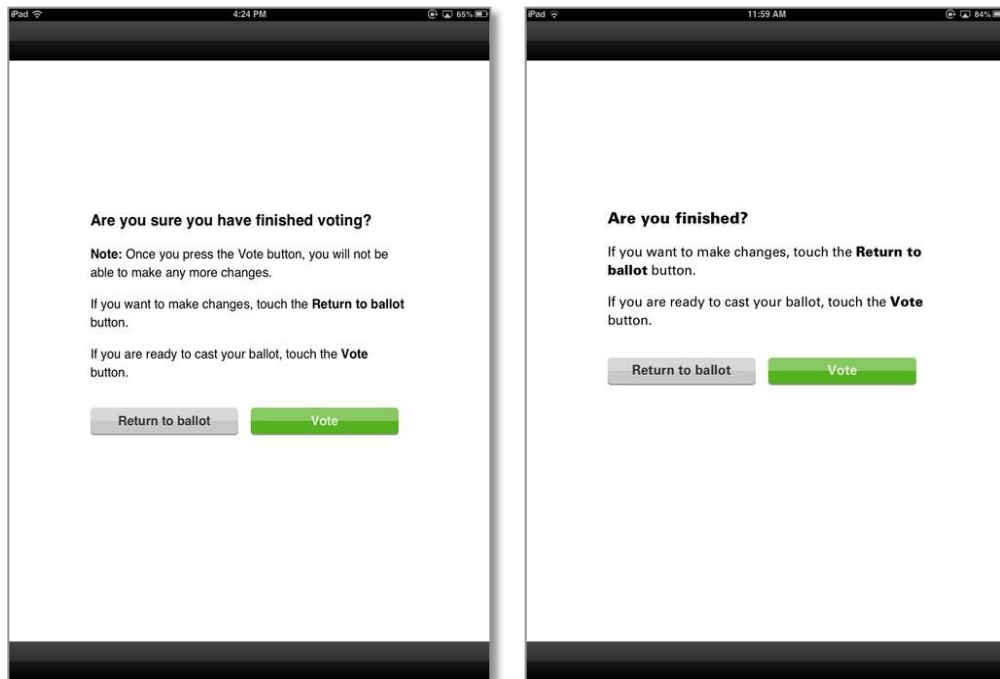 iPad 4:24 PM 65%
Are you sure you have finished voting?
Note: Once you press the Vote button, you will not be
able to make any more changes.
If you want to make changes, touch the Return to ballot
button.
If you are ready to cast your ballot, touch the Vote
button.
Return to ballot
Vote
iPad 11:59 AM 84%
Are you finished?
If you want to make changes, touch the Return to
ballot button.
If you are ready to cast your ballot, touch the Vote
button.
Return to ballot
Vote